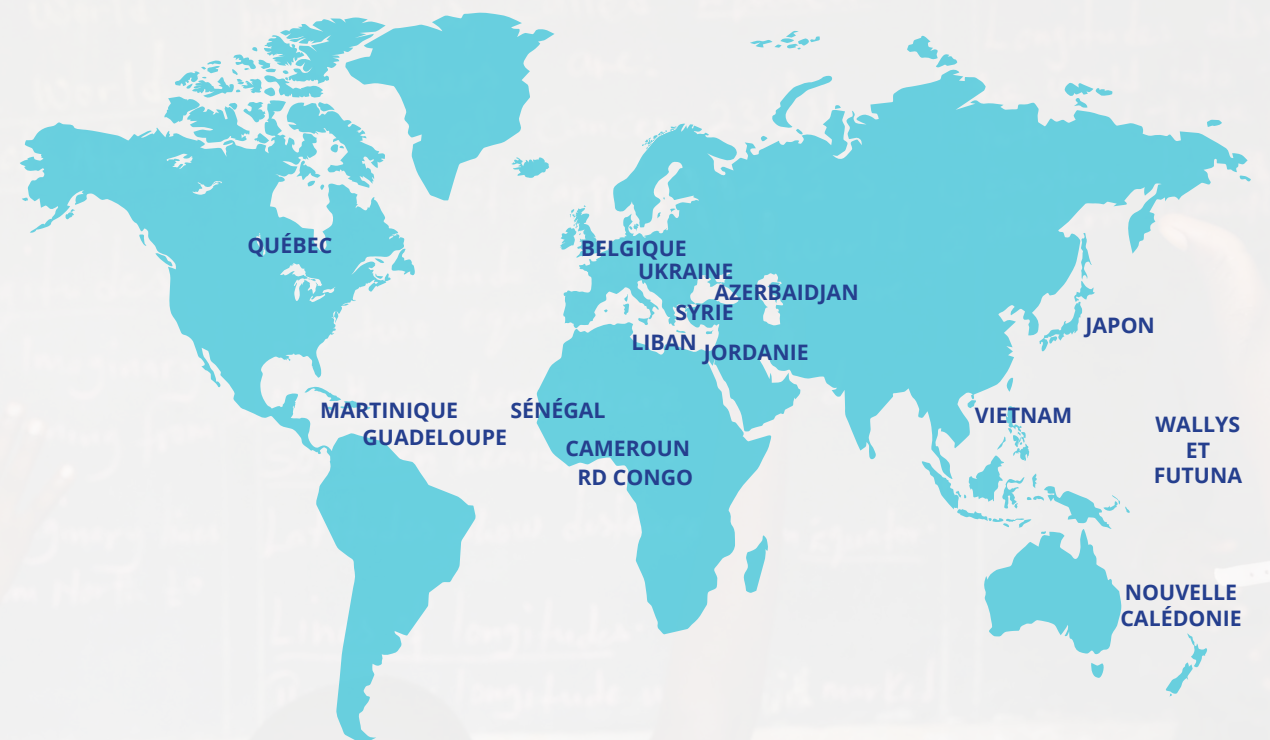 QUÉBEC
BELGIQUE
UKRAINE
AZERBAIDJAN
SYRIE
JAPON
LIBAN
JORDANIE
MARTINIQUE
SÉNÉGAL
VIETNAM
GUADELOUPE
CAMEROUN
RD CONGO
WALLYS
ET
FUTUNA
NOUVELLE
CALÉDONIE